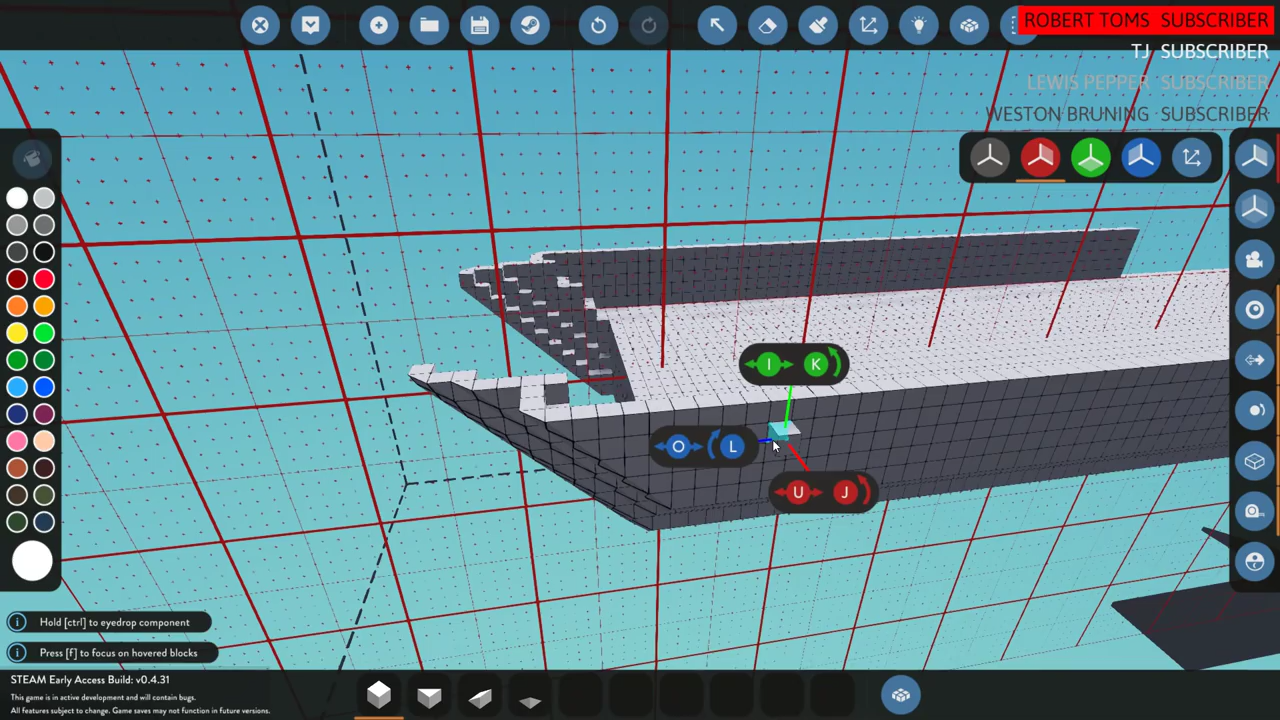 ROBERT TOMS SUBSCRIBER
TJ SUBSCRIBER
LEWIS PEPPER SUBSCRIBER
WESTON BRUNING SUBSCRIBER
I K
O L
U J
Hold [ctrl] to eyedrop component
Press [f] to focus on hovered blocks
STEAM Early Access Build: v0.4.31
This game is in active development and will contain bugs.
All features subject to change. Game saves may not function in future versions.